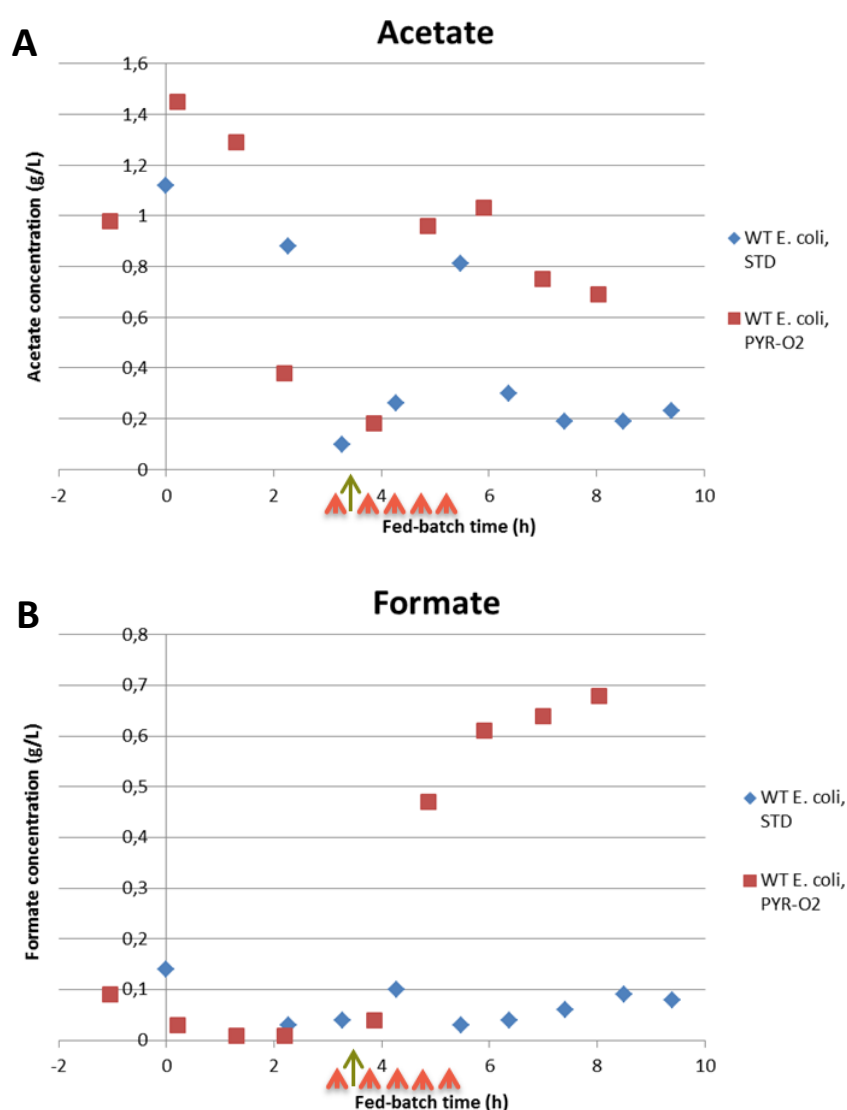 A
Acetate
Acetate concentration (g/L)
1,6
1,4
1,2
1
0,8
0,6
0,4
0,2
0
-2
0
2
4
6
8
10
Fed-batch time (h)
WT E. coli,
STD
WT E. coli,
PYR-O2
B
Formate
Formate concentration (g/L)
0,8
0,7
0,6
0,5
0,4
0,3
0,2
0,1
0
-2
0
2
4
6
8
10
Fed-batch time (h)
WT E. coli,
STD
WT E. coli,
PYR-O2